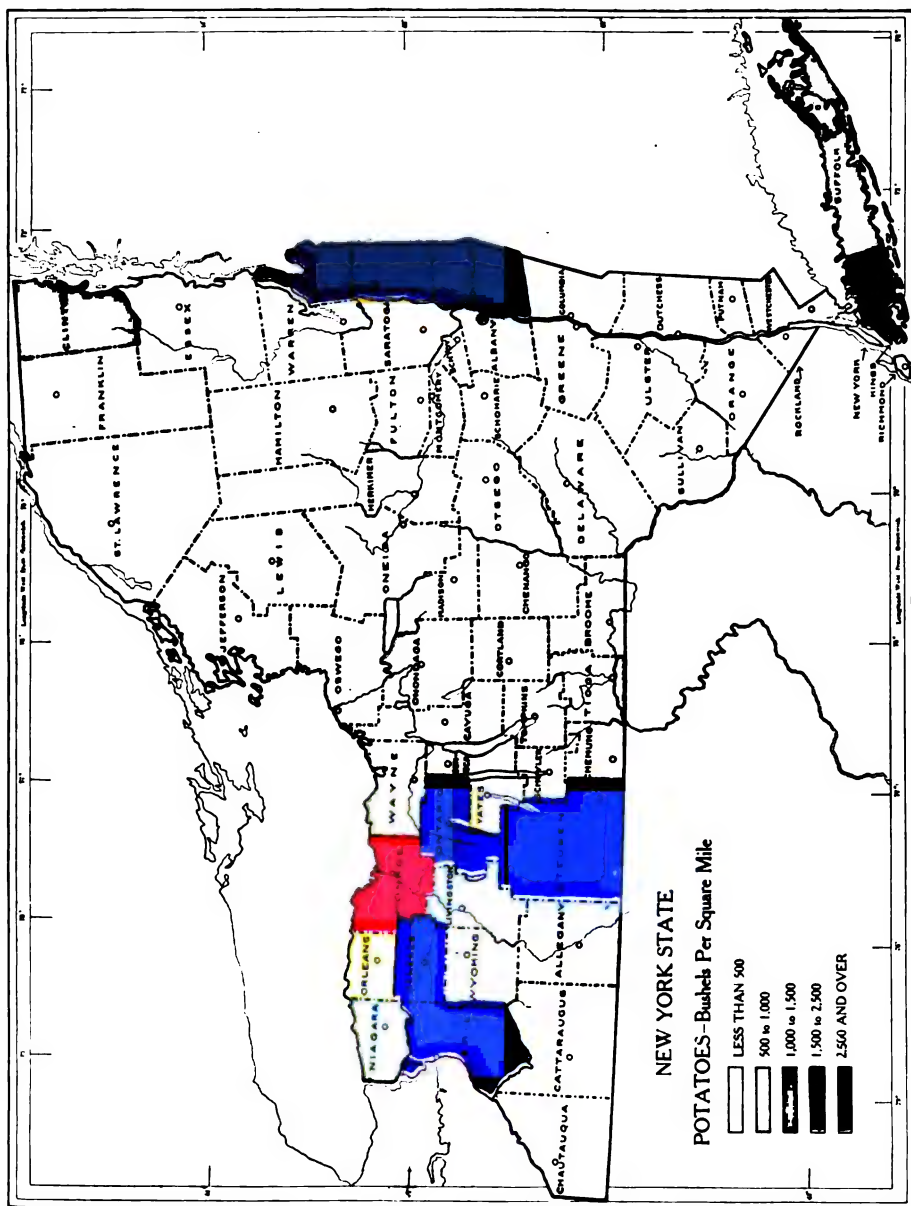 NEW YORK STATE
POTATOES-Bushels Per Square Mile
LESS THAN 500
500 to 1.000
1,000 to 1.500
1,500 to 2.500
2,500 AND OVER
CLINTON
FRANKLIN
ST. LAWRENCE
ESSEX
JEFFERSON
LEWIS
HAMILTON
WARREN
HERKIMER
OSWEGO
ONEIDA
FULTON
SARATOGA
MONTGOMERY
NIAGARA
ORLEANS
WAYNE
ONONDAGA
MADISON
CAYUGA
ONTARIO
LIVINGSTON
WYOMING
YATES
OTSEGO
SCHOHARIE
ALBANY
CORTLAND
CHENANGO
TOMPKINS
SCHUYLER
CHAUTAUQUA
CATTARAUGUS
ALLEGANY
STEUBEN
CHEMUNG
TIOGA
BROOME
DELAWARE
GREENE
COLUMBIA
ULSTER
DUTCHESS
SULLIVAN
ORANGE
PUTNAM
WESTCHESTER
ROCKLAND
NEW YORK
KINGS
RICHMOND
SUFFOLK